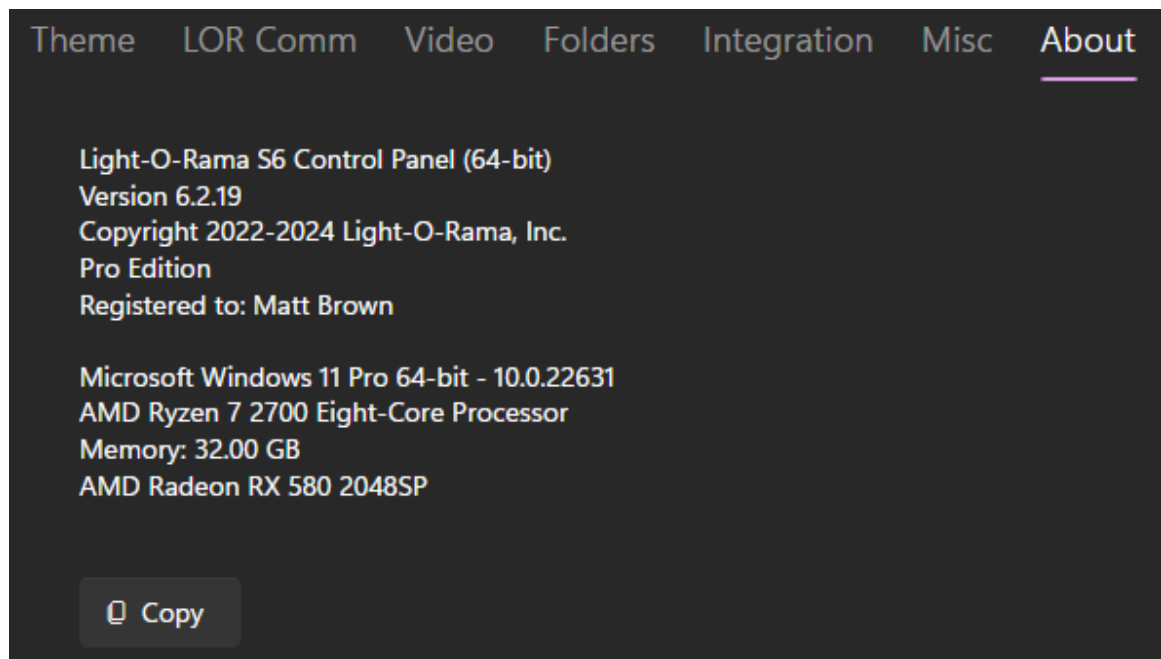 Theme LOR Comm Video Folders Integration Misc About
Light-O-Rama S6 Control Panel (64-bit)
Version 6.2.19
Copyright 2022-2024 Light-O-Rama, Inc.
Pro Edition
Registered to: Matt Brown
Microsoft Windows 11 Pro 64-bit - 10.0.22631
AMD Ryzen 7 2700 Eight-Core Processor
Memory: 32.00 GB
AMD Radeon RX 580 2048SP
Copy